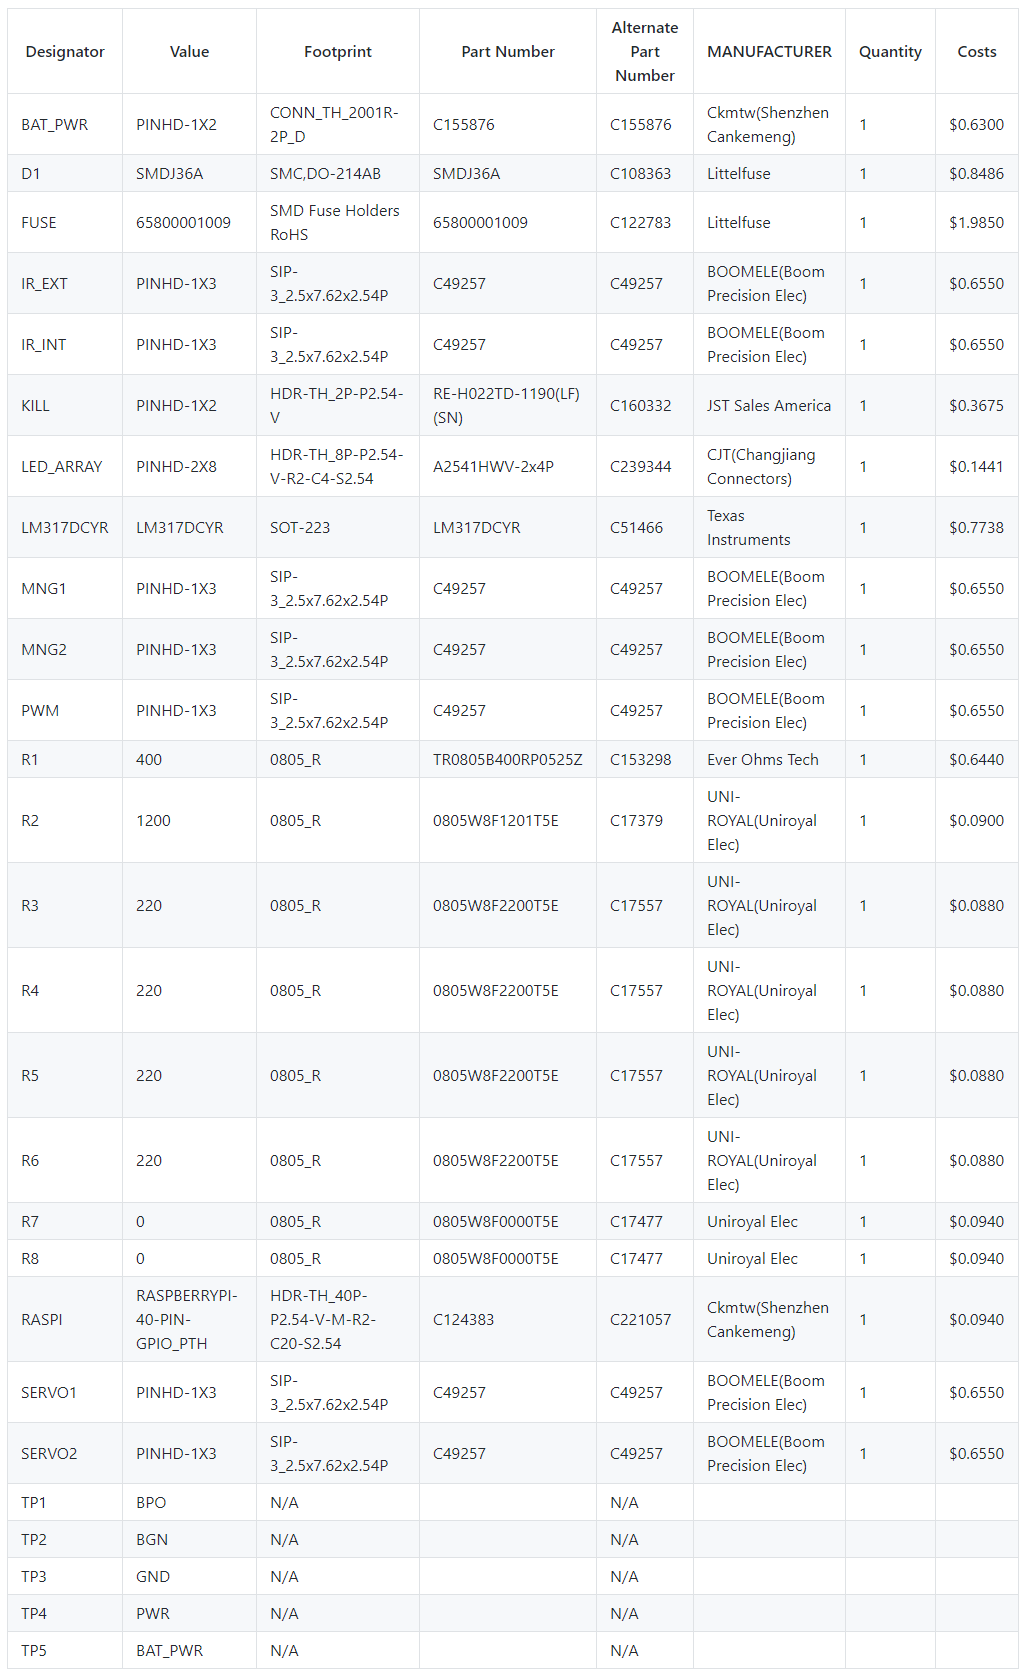 Designator Value Footprint Part Number Alternate Part Number MANUFACTURER Quantity Costs
BAT_PWR PINHD-1X2 CONN_TH_2001R-2P_D C155876 C155876 Ckmtw(Shenzhen Cankemeng) 1 $0.6300
D1 SMDJ36A SMC,DO-214AB SMDJ36A C108363 Littelfuse 1 $0.8486
FUSE 65800001009 SMD Fuse Holders RoHS 65800001009 C122783 Littelfuse 1 $1.9850
IR_EXT PINHD-1X3 SIP-3_2.5x7.62x2.54P C49257 C49257 BOOMELE(Boom Precision Elec) 1 $0.6550
IR_INT PINHD-1X3 SIP-3_2.5x7.62x2.54P C49257 C49257 BOOMELE(Boom Precision Elec) 1 $0.6550
KILL PINHD-1X2 HDR-TH_2P-P2.54-V RE-H022TD-1190(LF)(SN) C160332 JST Sales America 1 $0.3675
LED_ARRAY PINHD-2X8 HDR-TH_8P-P2.54-V-R2-C4-S2.54 A2541HWV-2x4P C239344 CJT(Changjiang Connectors) 1 $0.1441
LM317DCYR LM317DCYR SOT-223 LM317DCYR C51466 Texas Instruments 1 $0.7738
MNG1 PINHD-1X3 SIP-3_2.5x7.62x2.54P C49257 C49257 BOOMELE(Boom Precision Elec) 1 $0.6550
MNG2 PINHD-1X3 SIP-3_2.5x7.62x2.54P C49257 C49257 BOOMELE(Boom Precision Elec) 1 $0.6550
PWM PINHD-1X3 SIP-3_2.5x7.62x2.54P C49257 C49257 BOOMELE(Boom Precision Elec) 1 $0.6550
R1 400 0805_R TR0805B400RP0525Z C153298 Ever Ohms Tech 1 $0.6440
R2 1200 0805_R 0805W8F1201T5E C17379 UNI-ROYAL(Uniroyal Elec) 1 $0.0900
R3 220 0805_R 0805W8F2200T5E C17557 UNI-ROYAL(Uniroyal Elec) 1 $0.0880
R4 220 0805_R 0805W8F2200T5E C17557 UNI-ROYAL(Uniroyal Elec) 1 $0.0880
R5 220 0805_R 0805W8F2200T5E C17557 UNI-ROYAL(Uniroyal Elec) 1 $0.0880
R6 220 0805_R 0805W8F2200T5E C17557 UNI-ROYAL(Uniroyal Elec) 1 $0.0880
R7 0 0805_R 0805W8F0000T5E C17477 Uniroyal Elec 1 $0.0940
R8 0 0805_R 0805W8F0000T5E C17477 Uniroyal Elec 1 $0.0940
RASPI RASPBERRYPI-40-PIN-GPIO_PTH HDR-TH_40P-P2.54-V-M-R2-C20-S2.54 C124383 C221057 Ckmtw(Shenzhen Cankemeng) 1 $0.0940
SERVO1 PINHD-1X3 SIP-3_2.5x7.62x2.54P C49257 C49257 BOOMELE(Boom Precision Elec) 1 $0.6550
SERVO2 PINHD-1X3 SIP-3_2.5x7.62x2.54P C49257 C49257 BOOMELE(Boom Precision Elec) 1 $0.6550
TP1 BPO N/A N/A
TP2 BGN N/A N/A
TP3 GND N/A N/A
TP4 PWR N/A N/A
TP5 BAT_PWR N/A N/A